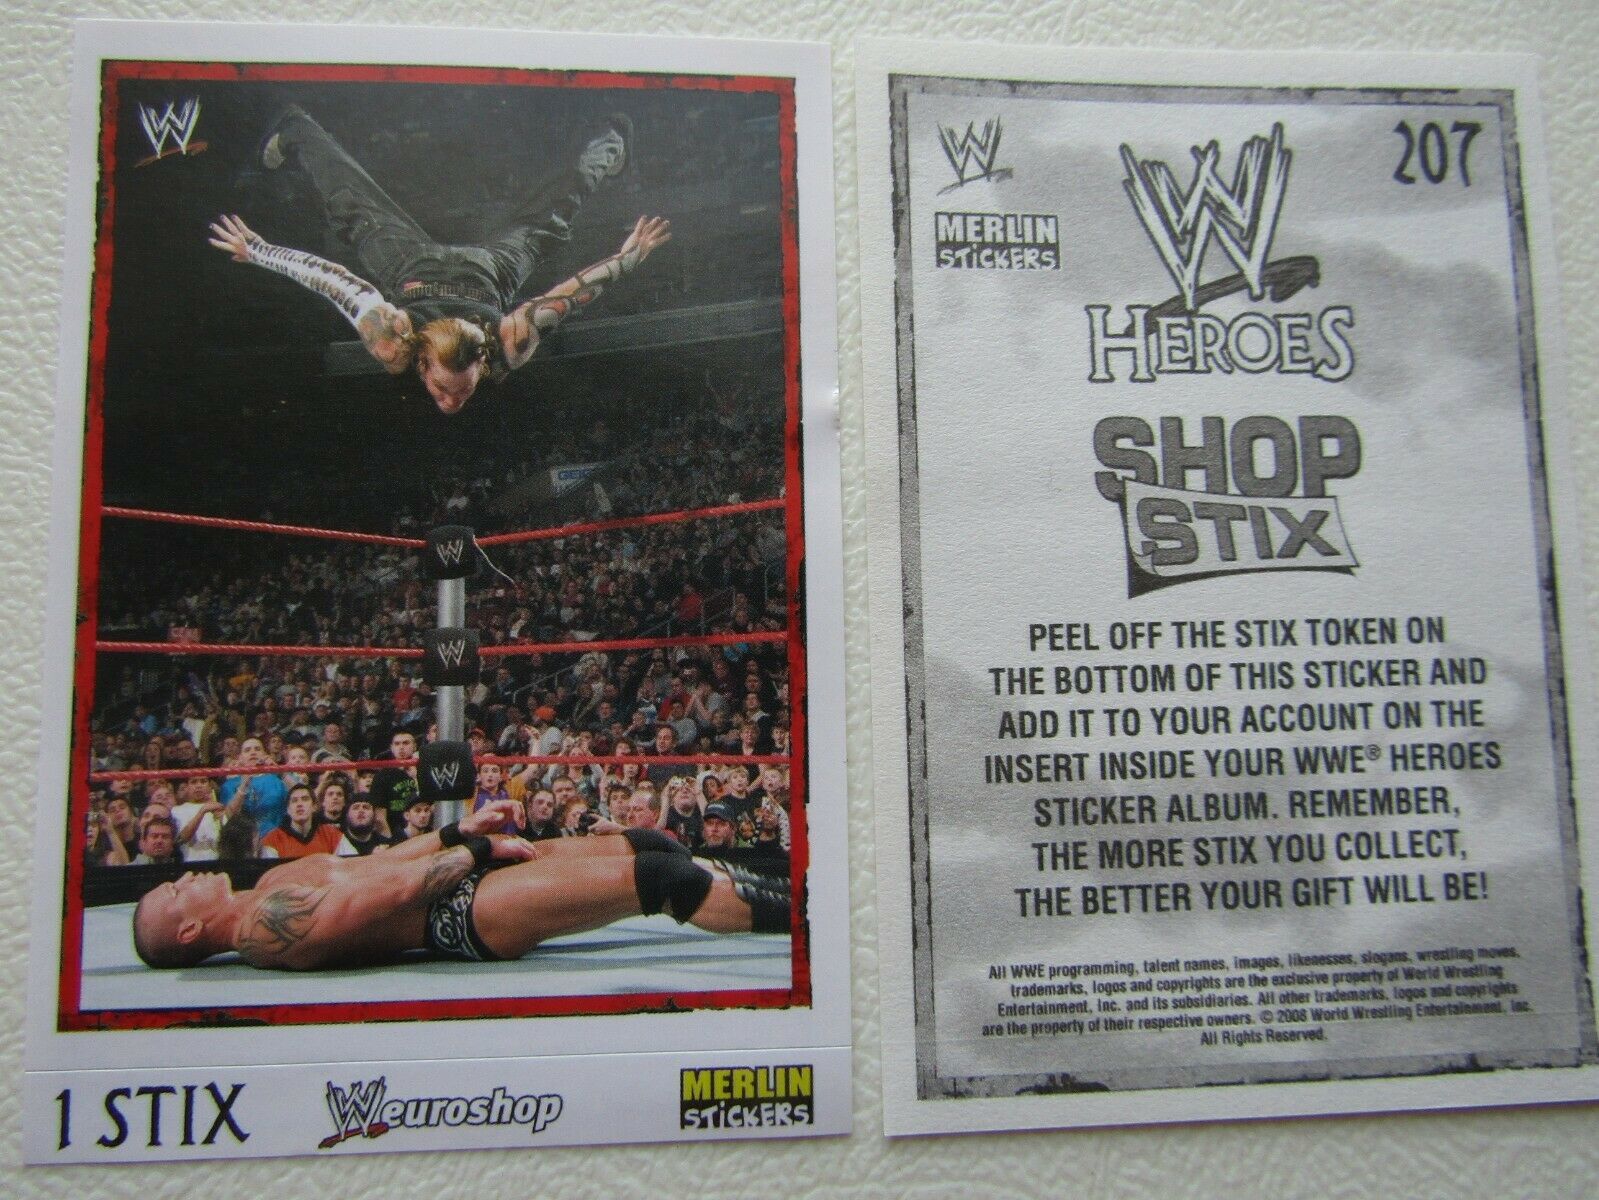 W
W
W
W
1 STIX
W euroshop
MERLIN
STICKERS
W
MERLIN
STICKERS
W
207
HEROES
SHOP
STIX
PEEL OFF THE STIX TOKEN ON
THE BOTTOM OF THIS STICKER AND
ADD IT TO YOUR ACCOUNT ON THE
INSERT INSIDE YOUR WWE® HEROES
STICKER ALBUM. REMEMBER,
THE MORE STIX YOU COLLECT,
THE BETTER YOUR GIFT WILL BE!
All WWE programming, talent names, images, likenesses, slogans, wrestling moves,
trademarks, logos and copyrights are the exclusive property of World Wrestling
Entertainment, Inc. and its subsidiaries. All other trademarks, logos and copyrights
are the property of their respective owners. © 2008 World Wrestling Entertainment, Inc.
All Rights Reserved.